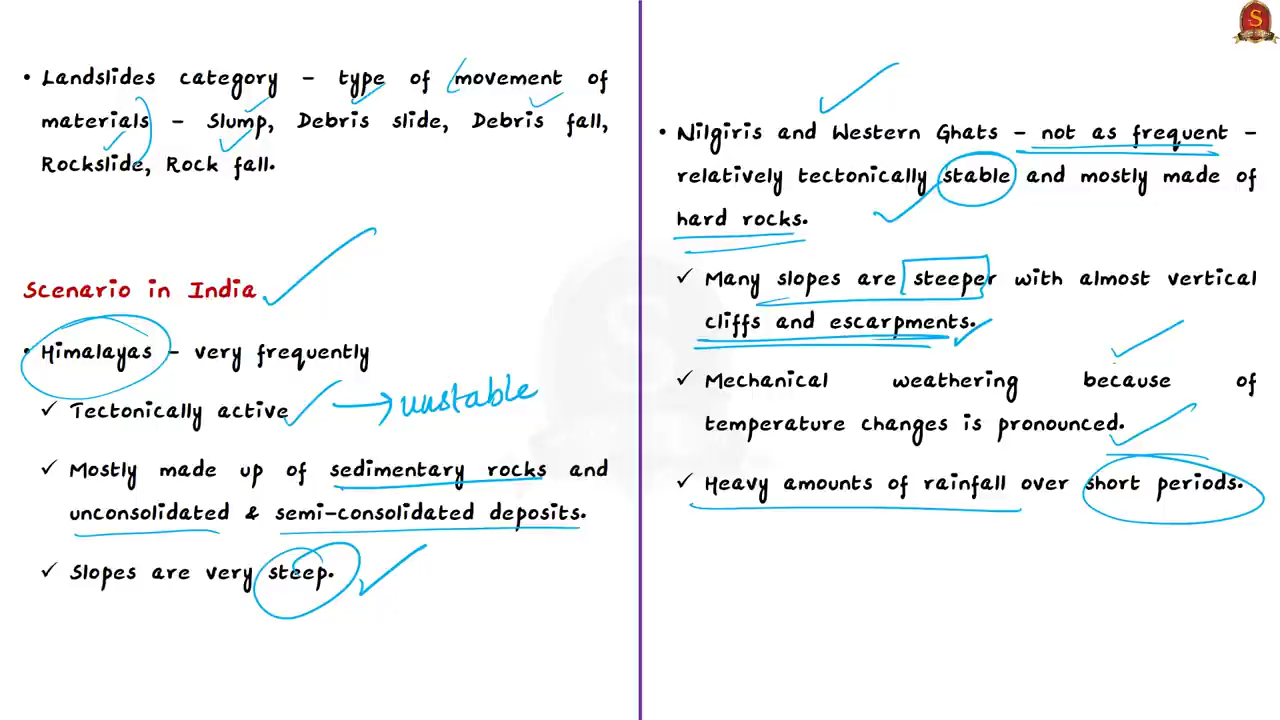 • Landslides category - type of movement of
materials - Slump, Debris slide, Debris fall,
Rockslide, Rock fall.
Scenario in India
• Himalayas - very frequently
✓ Tectonically active → unstable
✓ Mostly made up of sedimentary rocks and
unconsolidated & semi-consolidated deposits.
✓ Slopes are very steep.
• Nilgiris and Western Ghats - not as frequent -
relatively tectonically stable and mostly made of
hard rocks.
✓ Many slopes are steeper with almost vertical
cliffs and escarpments.
✓ Mechanical weathering because of
temperature changes is pronounced.
✓ Heavy amounts of rainfall over short periods.
S